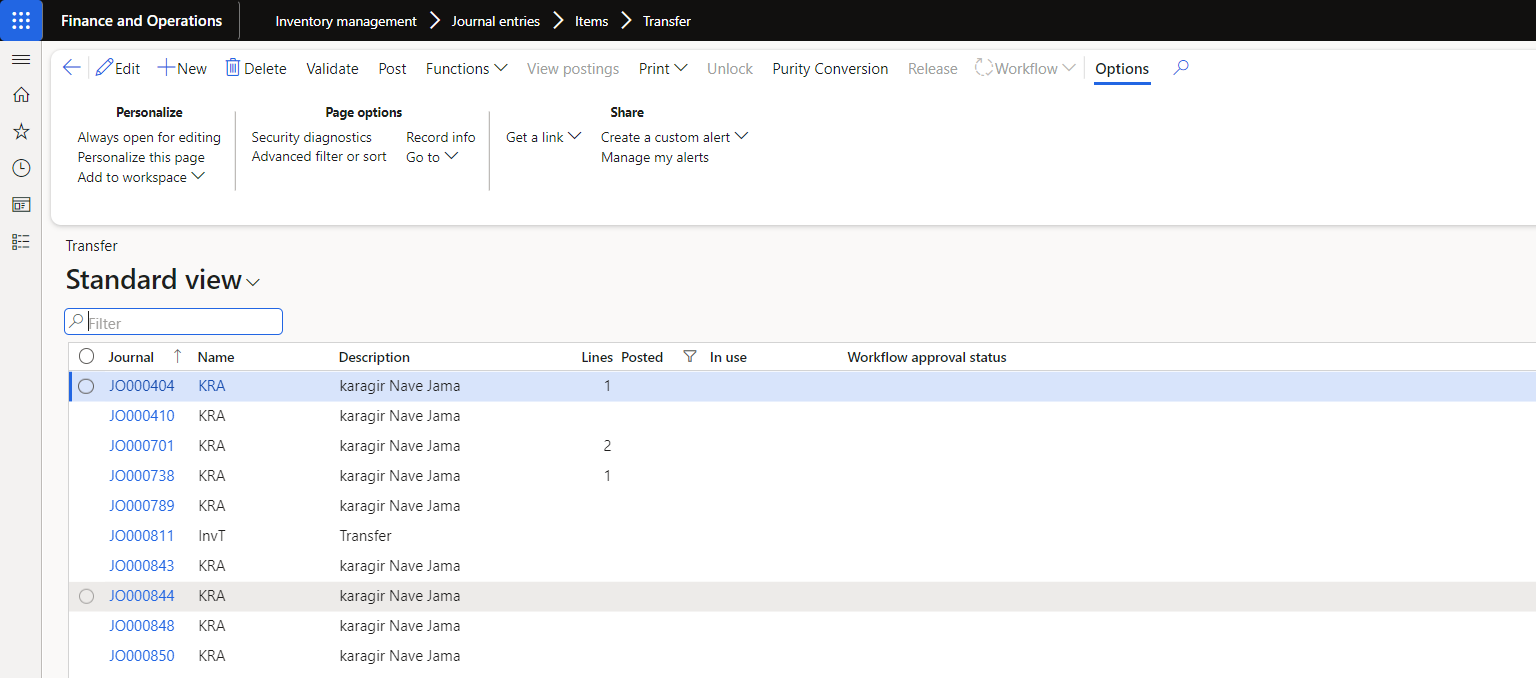 Finance and Operations Inventory management Journal entries Items Transfer
Edit New Delete Validate Post Functions View postings Print Unlock Purity Conversion Release Workflow Options
Personalize
Always open for editing
Personalize this page
Add to workspace
Page options
Security diagnostics Record info
Advanced filter or sort Go to
Share
Get a link Create a custom alert
Manage my alerts
Transfer
Standard view
Filter
Journal Name Description Lines Posted In use Workflow approval status
JO000404 KRA karagir Nave Jama 1
JO000410 KRA karagir Nave Jama
JO000701 KRA karagir Nave Jama 2
JO000738 KRA karagir Nave Jama 1
JO000789 KRA karagir Nave Jama
JO000811 InvT Transfer
JO000843 KRA karagir Nave Jama
JO000844 KRA karagir Nave Jama
JO000848 KRA karagir Nave Jama
JO000850 KRA karagir Nave Jama